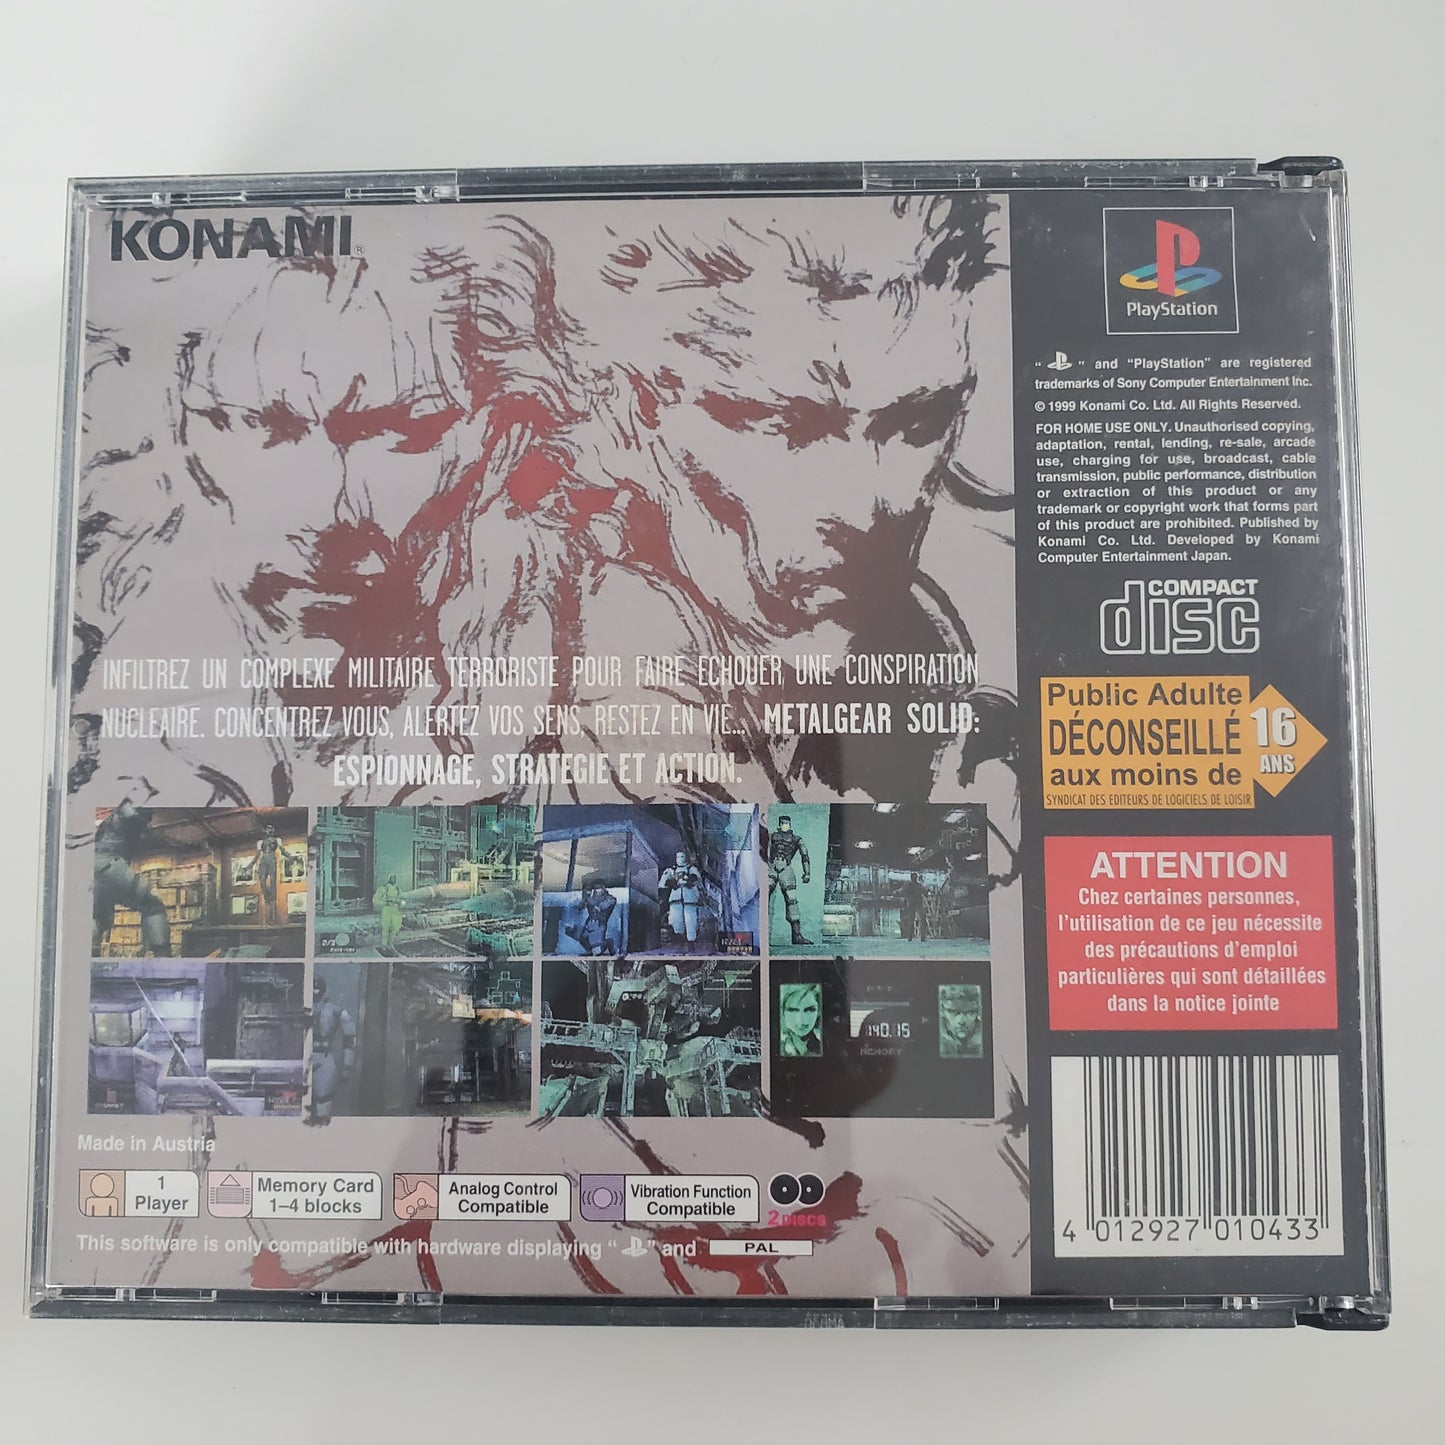 KONAMI®
INFILTREZ UN COMPLEXE MILITAIRE TERRORISTE POUR FAIRE ECHOUER, UNE CONSPIRATION
NUCLEAIRE. CONCENTREZ VOUS, ALERTEZ VOS SENS, RESTEZ EN VIE... METALGEAR SOLID:
ESPIONNAGE, STRATEGIE ET ACTION.
140.15
MEMORY
Made in Austria
1
Player
Memory Card
1–4 blocks
Analog Control
Compatible
Vibration Function
Compatible
2 DISCS
This software is only compatible with hardware displaying “ ” and PAL
PlayStation
“ ” and “PlayStation” are registered
trademarks of Sony Computer Entertainment Inc.
© 1999 Konami Co. Ltd. All Rights Reserved.
FOR HOME USE ONLY. Unauthorised copying,
adaptation, rental, lending, re-sale, arcade
use, charging for use, broadcast, cable
transmission, public performance, distribution
or extraction of this product or any
trademark or copyright work that forms part
of this product are prohibited. Published by
Konami Co. Ltd. Developed by Konami
Computer Entertainment Japan.
COMPACT
disc
Public Adulte
DÉCONSEILLÉ
aux moins de
16
ANS
SYNDICAT DES EDITEURS DE LOGICIELS DE LOISIR
ATTENTION
Chez certaines personnes,
l'utilisation de ce jeu nécessite
des précautions d'emploi
particulières qui sont détaillées
dans la notice jointe
4 012927 010433